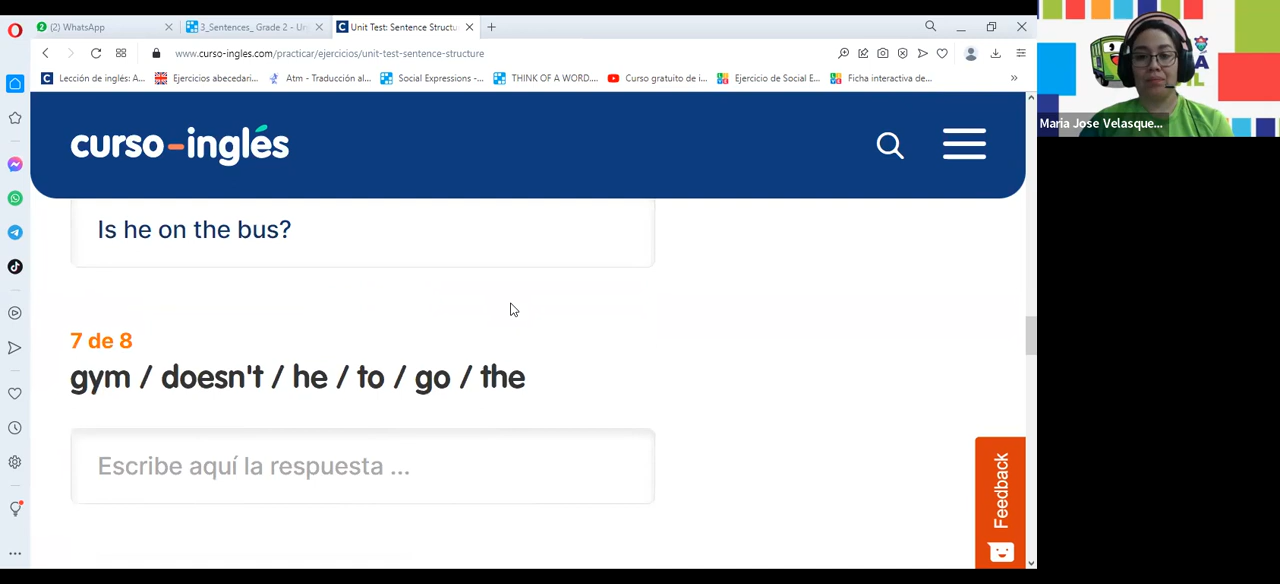 (2) WhatsApp
3_Sentences_ Grade 2 - Un
Unit Test: Sentence Structu
www.curso-ingles.com/practicar/ejercicios/unit-test-sentence-structure
Lección de inglés: A...
Ejercicios abecedari...
Atm - Traducción al...
Social Expressions -...
THINK OF A WORD....
Curso gratuito de i...
Ejercicio de Social E...
Ficha interactiva de...
»
curso-inglés
Is he on the bus?
7 de 8
gym / doesn't / he / to / go / the
Escribe aquí la respuesta ...
Feedback
Maria Jose Velasque...